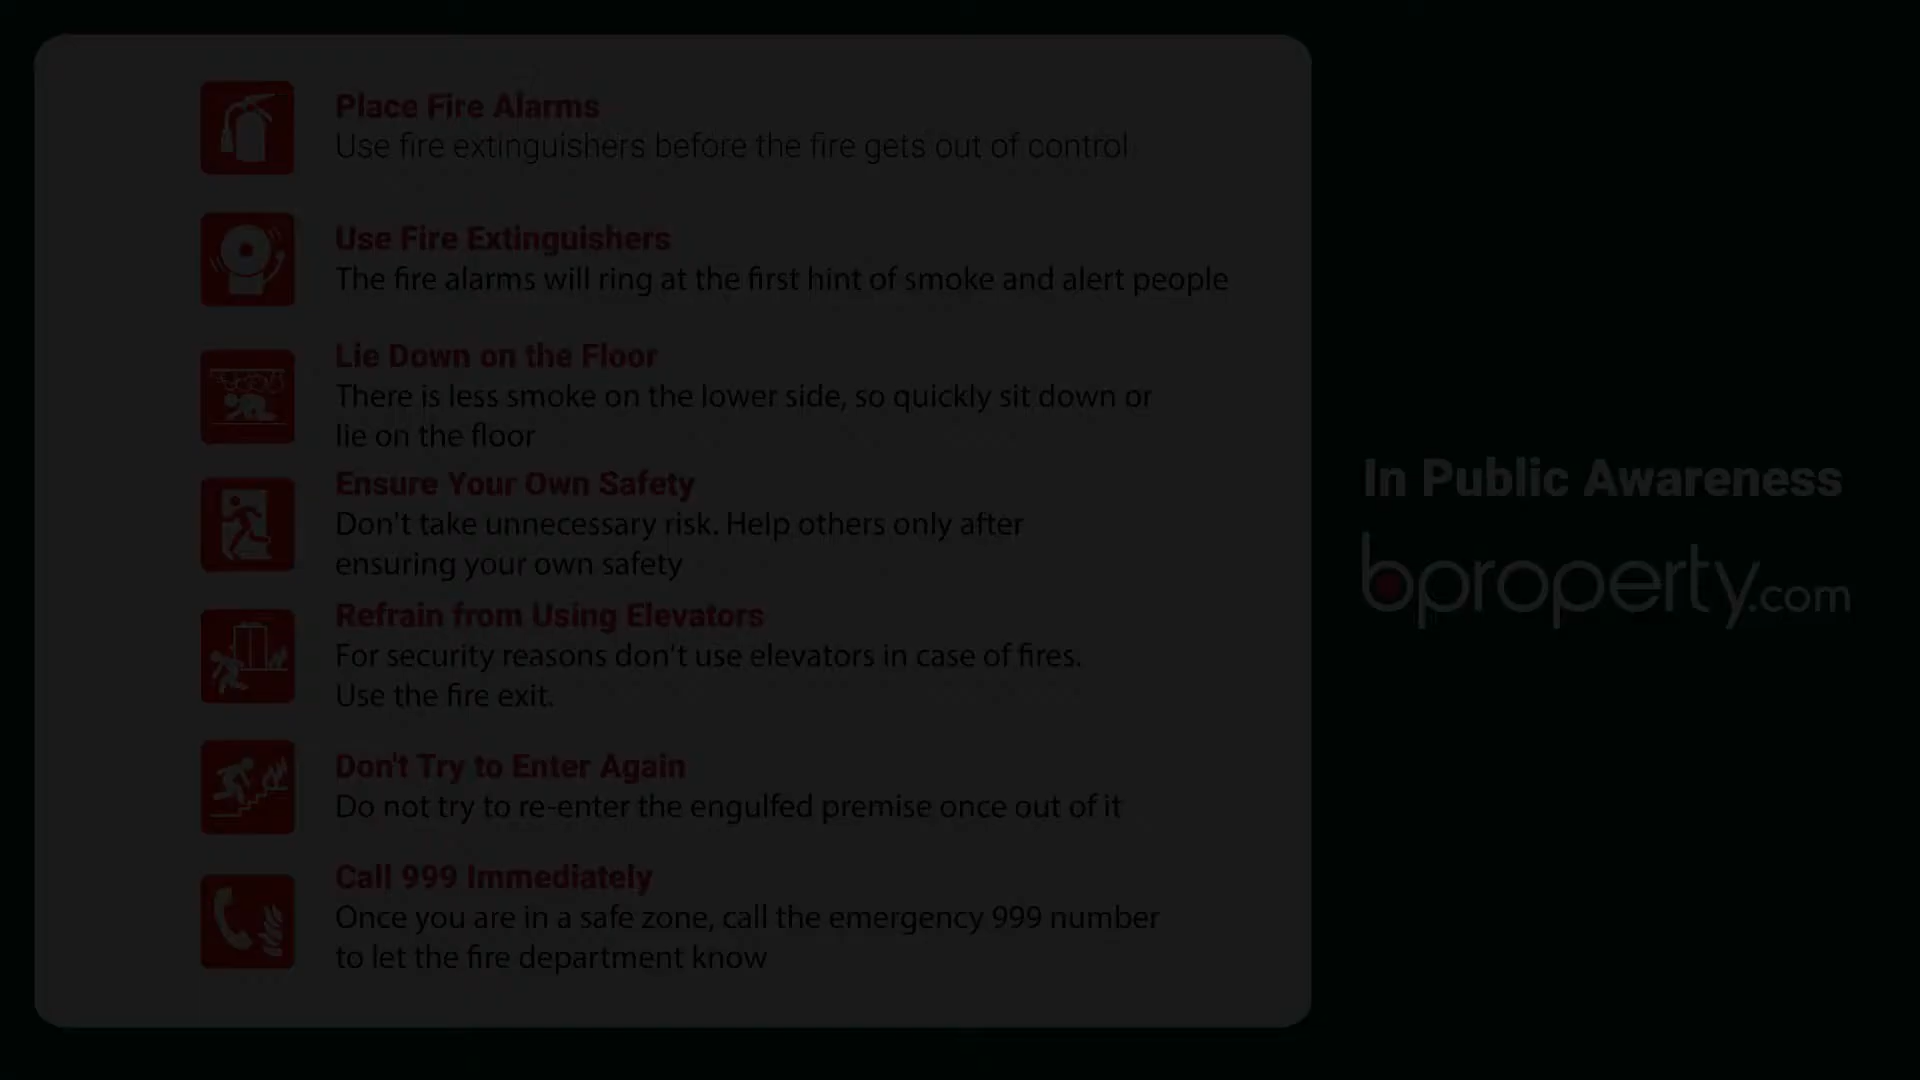 Place Fire Alarms
Use fire extinguishers before the fire gets out of control
Use Fire Extinguishers
The fire alarms will ring at the first hint of smoke and alert people
Lie Down on the Floor
There is less smoke on the lower side, so quickly sit down or
lie on the floor
Ensure Your Own Safety
Don't take unnecessary risk. Help others only after
ensuring your own safety
Refrain from Using Elevators
For security reasons don't use elevators in case of fires.
Use the fire exit.
Don't Try to Enter Again
Do not try to re-enter the engulfed premise once out of it
Call 999 Immediately
Once you are in a safe zone, call the emergency 999 number
to let the fire department know
In Public Awareness
bproperty.com